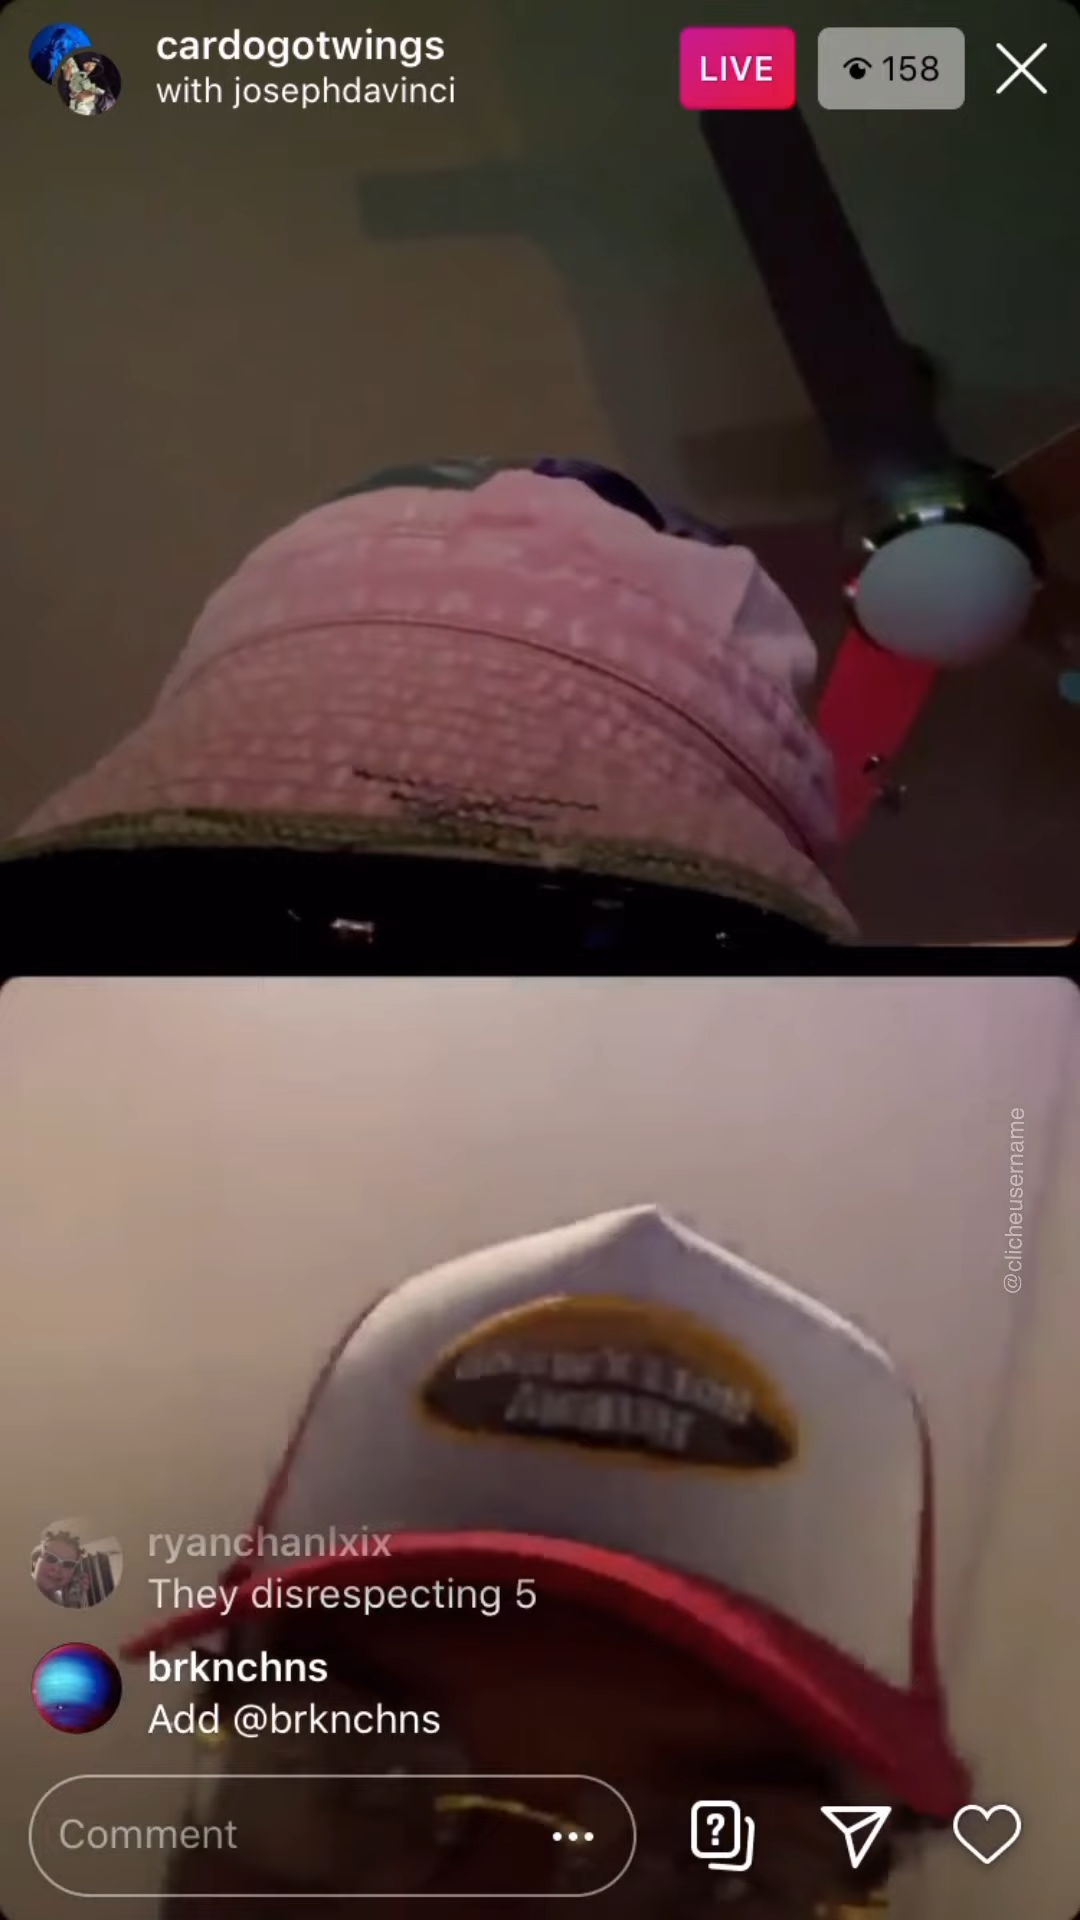 cardogotwings
with josephdavinci
LIVE
158
@clicheusername
ryanchanlxix
They disrespecting 5
brknchns
Add @brknchns
Comment